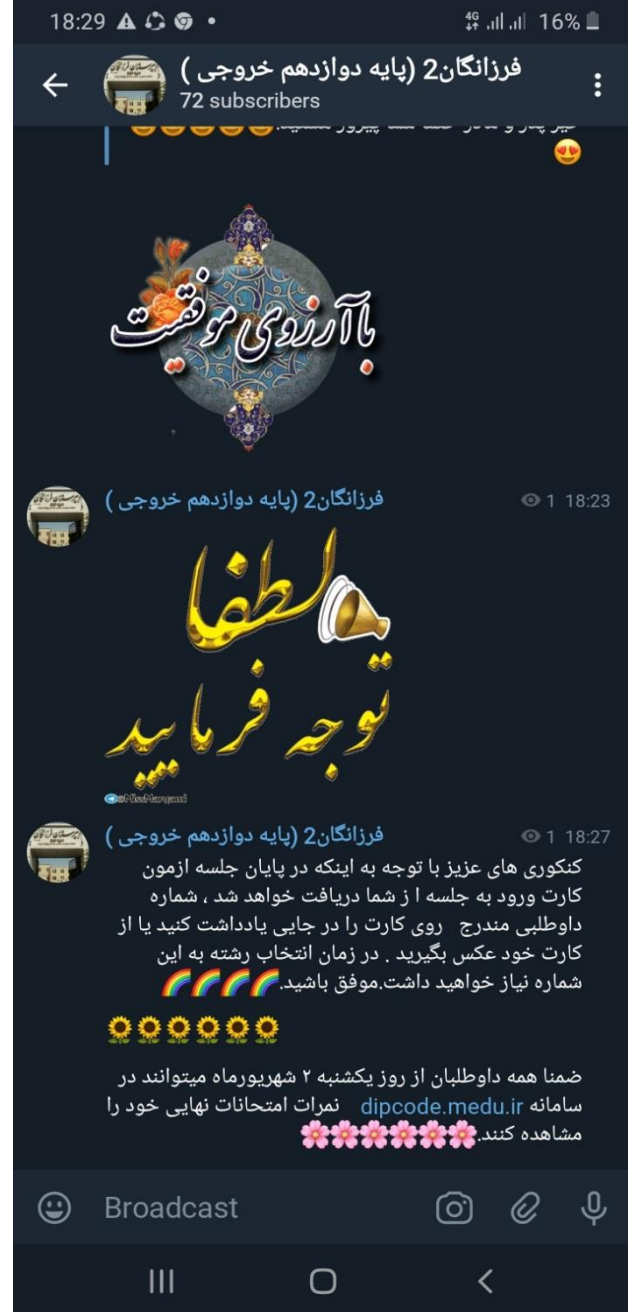 18:29
4G 16%
فرزانگان2 (پایه دوازدهم خروجی )
72 subscribers
باآرزوی موفقیت
فرزانگان2 (پایه دوازدهم خروجی )
1 18:23
لطفا
توجه فرمایید
فرزانگان2 (پایه دوازدهم خروجی )
1 18:27
کنکوری های عزیز با توجه به اینکه در پایان جلسه ازمون
کارت ورود به جلسه ا ز شما دریافت خواهد شد ، شماره
داوطلبی مندرج روی کارت را در جایی یادداشت کنید یا از
کارت خود عکس بگیرید . در زمان انتخاب رشته به این
شماره نیاز خواهید داشت.موفق باشید.🌈🌈🌈🌈
🌻🌻🌻🌻🌻🌻
ضمنا همه داوطلبان از روز یکشنبه ۲ شهریورماه میتوانند در
سامانه dipcode.medu.ir نمرات امتحانات نهایی خود را
مشاهده کنند.🌸🌸🌸🌸🌸🌸
Broadcast